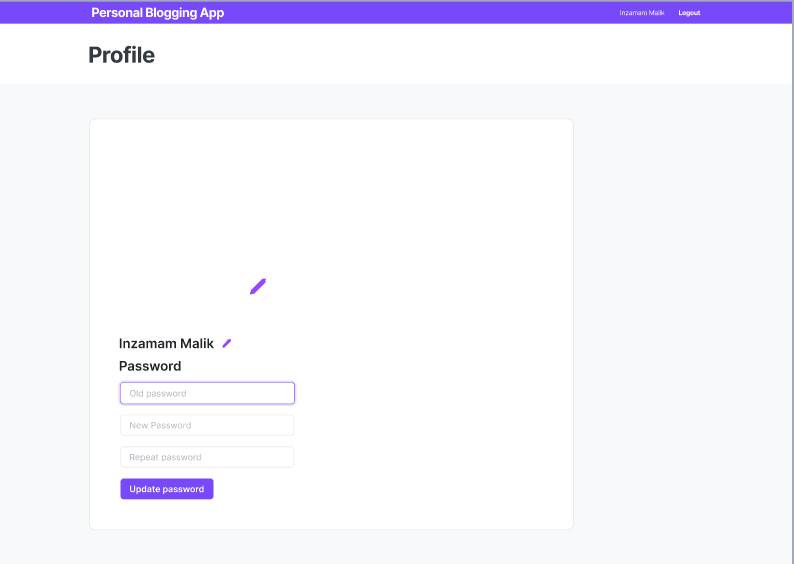 Personal Blogging App
Inzamam Malik Logout
Profile
Inzamam Malik
Password
Old password
New Password
Repeat password
Update password